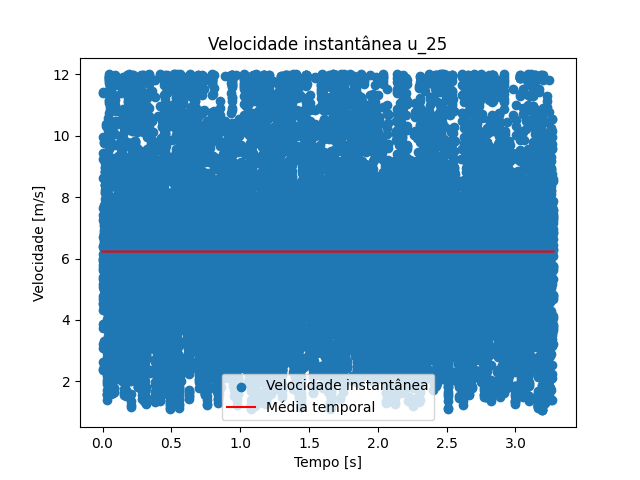 Velocidade instantânea u_25
Velocidade [m/s]
12
10
8
6
4
2
Velocidade instantânea
Média temporal
0.0 0.5 1.0 1.5 2.0 2.5 3.0
Tempo [s]